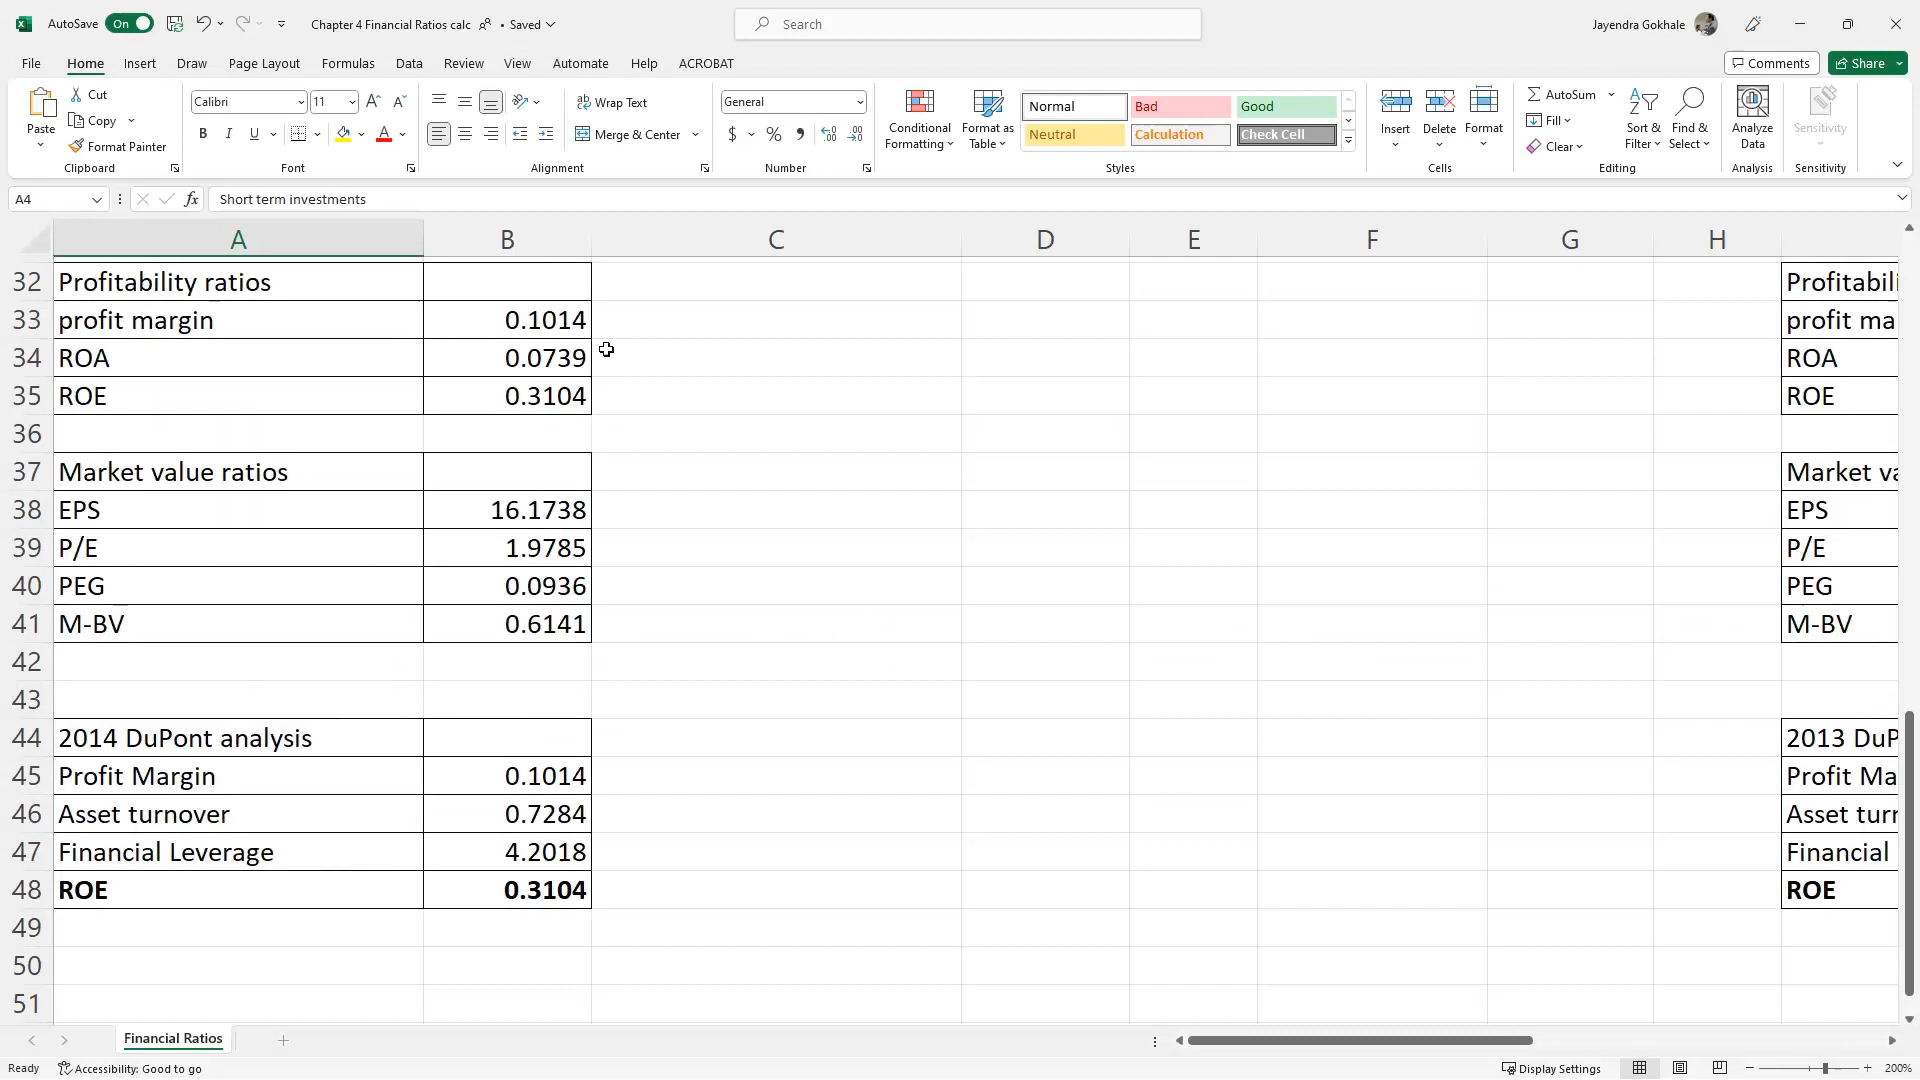 AutoSave On Chapter 4 Financial Ratios calc • Saved Search Jayendra Gokhale
File Home Insert Draw Page Layout Formulas Data Review View Automate Help ACROBAT Comments Share
Paste Cut Copy Format Painter Clipboard
Calibri 11 B I U A Font
Wrap Text Merge & Center Alignment
General $ % Number
Conditional Formatting Format as Table Normal Bad Good Neutral Calculation Check Cell Styles
Insert Delete Format Cells
AutoSum Fill Clear Sort & Filter Find & Select Editing
Analyze Data Analysis
Sensitivity Sensitivity
A4 fx Short term investments
A B C D E F G H
32 Profitability ratios Profitabili
33 profit margin 0.1014 profit ma
34 ROA 0.0739 ROA
35 ROE 0.3104 ROE
36
37 Market value ratios Market va
38 EPS 16.1738 EPS
39 P/E 1.9785 P/E
40 PEG 0.0936 PEG
41 M-BV 0.6141 M-BV
42
43
44 2014 DuPont analysis 2013 DuP
45 Profit Margin 0.1014 Profit Ma
46 Asset turnover 0.7284 Asset turn
47 Financial Leverage 4.2018 Financial
48 ROE 0.3104 ROE
49
50
51
Financial Ratios
Ready Accessibility: Good to go Display Settings 200%